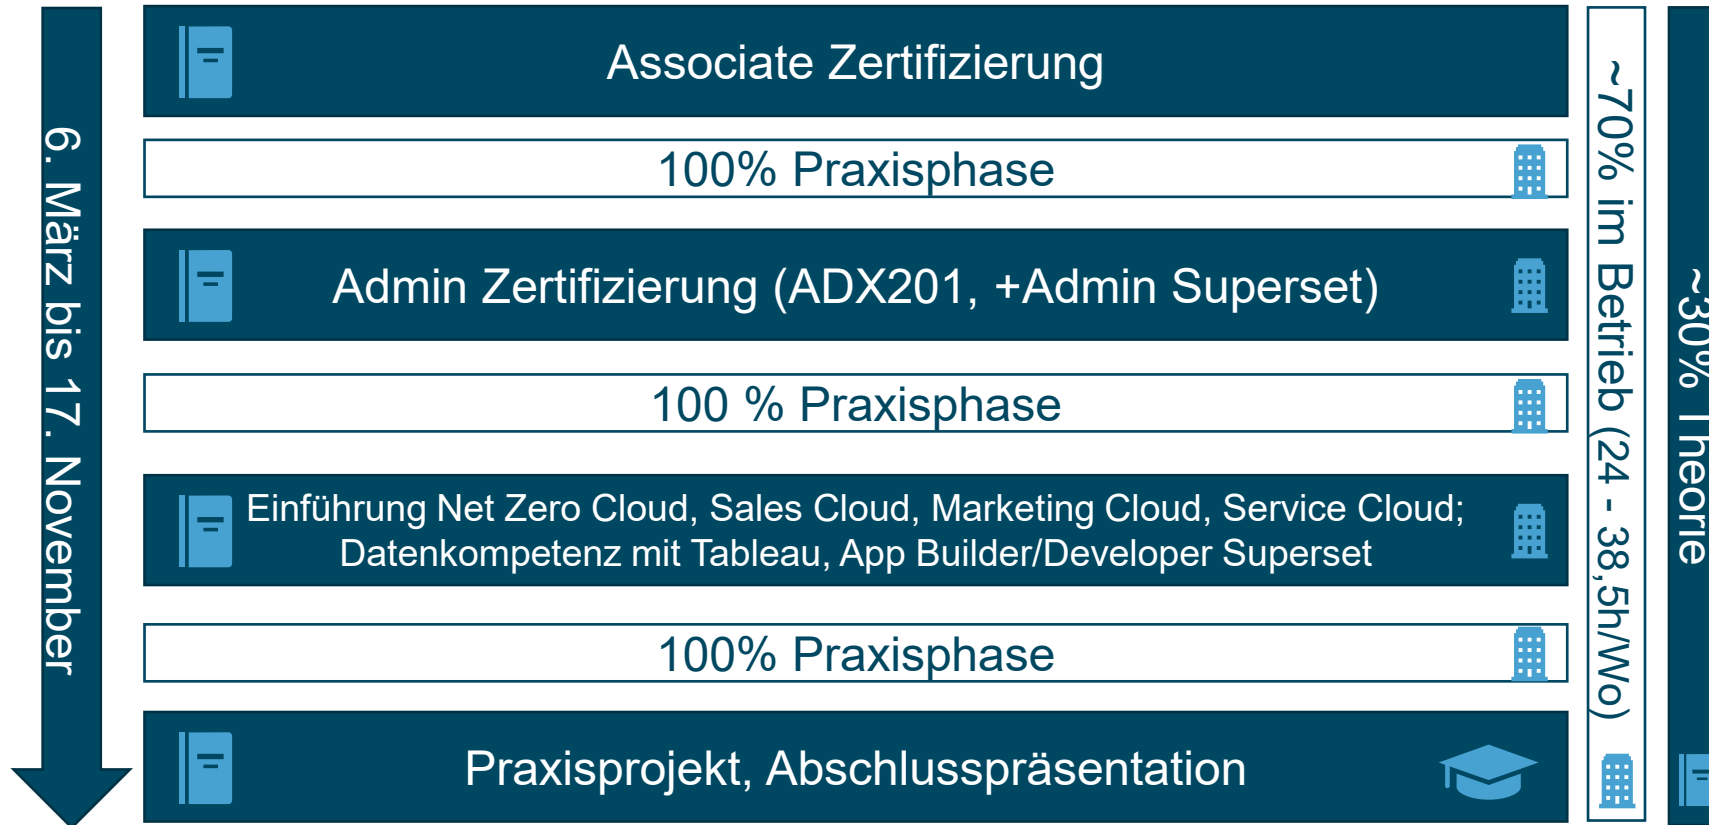 6. März bis 17. November
Associate Zertifizierung
100% Praxisphase
Admin Zertifizierung (ADX201, +Admin Superset)
100 % Praxisphase
Einführung Net Zero Cloud, Sales Cloud, Marketing Cloud, Service Cloud;
Datenkompetenz mit Tableau, App Builder/Developer Superset
100% Praxisphase
Praxisprojekt, Abschlusspräsentation
~70% im Betrieb (24 - 38,5h/Wo)
~30% Theorie